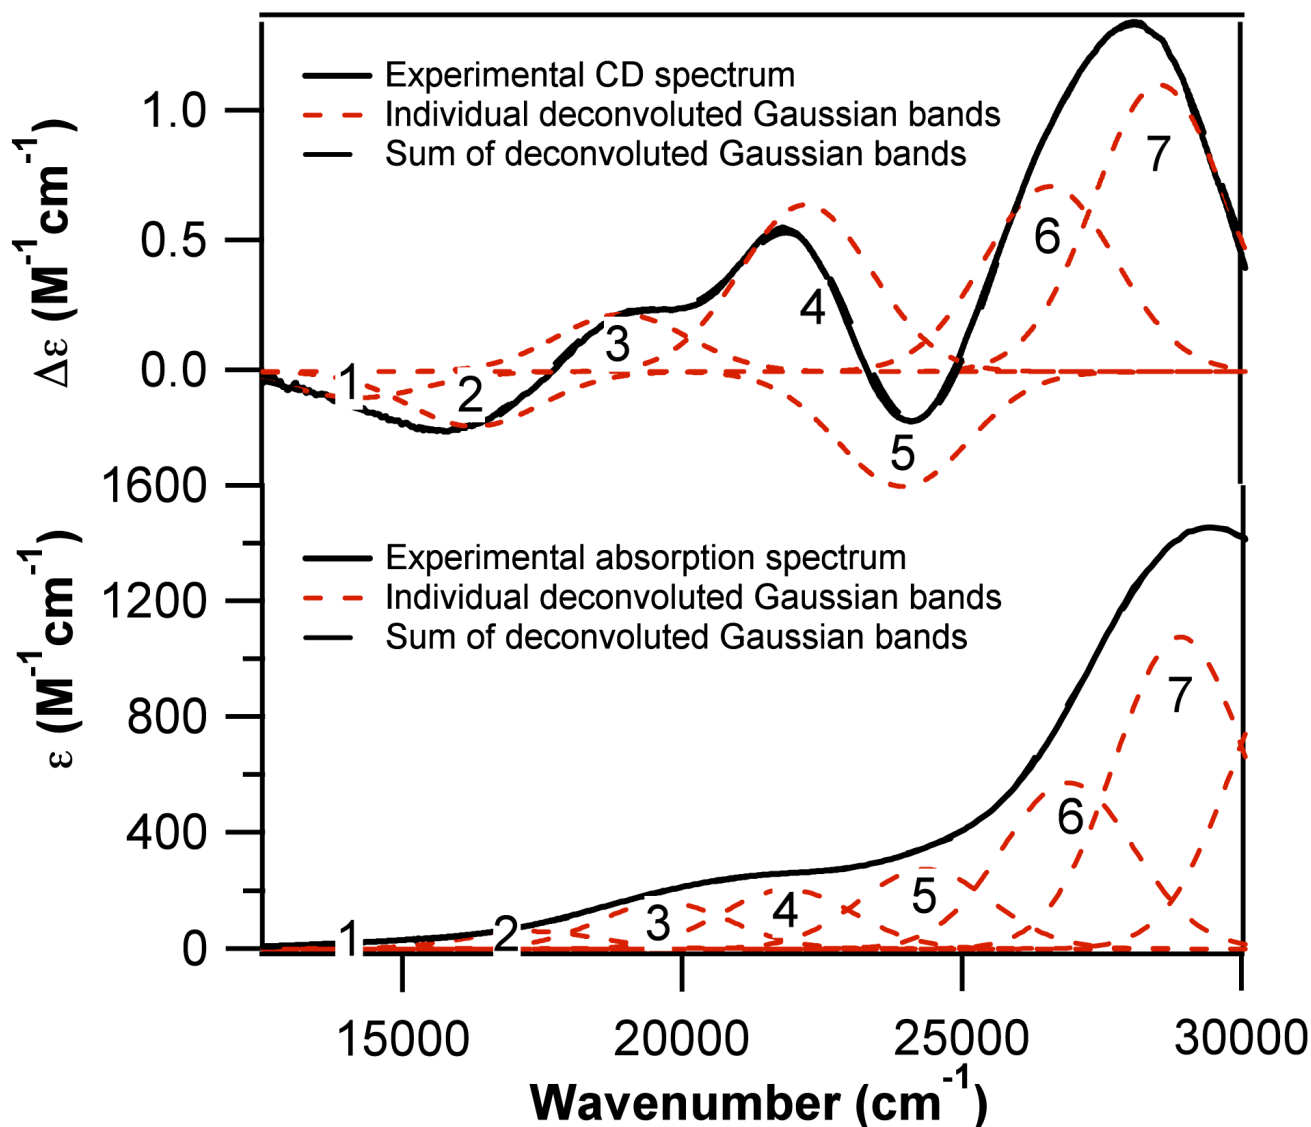 Experimental CD spectrum
Individual deconvoluted Gaussian bands
Sum of deconvoluted Gaussian bands
Δε (M⁻¹cm⁻¹)
1.0
0.5
0.0
1
2
3
4
5
6
7
Experimental absorption spectrum
Individual deconvoluted Gaussian bands
Sum of deconvoluted Gaussian bands
ε (M⁻¹cm⁻¹)
1600
1200
800
400
0
1
2
3
4
5
6
7
15000 20000 25000 30000
Wavenumber (cm⁻¹)